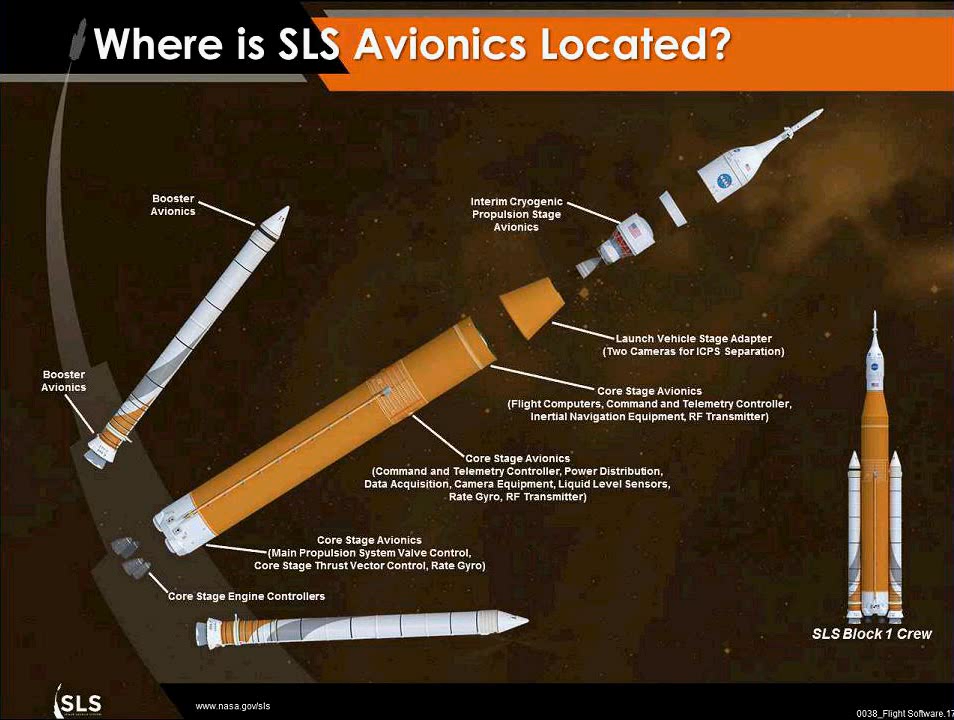 Where is SLS Avionics Located?
Booster
Avionics
Interim Cryogenic
Propulsion Stage
Avionics
Launch Vehicle Stage Adapter
(Two Cameras for ICPS Separation)
Booster
Avionics
Core Stage Avionics
(Flight Computers, Command and Telemetry Controller,
Inertial Navigation Equipment, RF Transmitter)
Core Stage Avionics
(Command and Telemetry Controller, Power Distribution,
Data Acquisition, Camera Equipment, Liquid Level Sensors,
Rate Gyro, RF Transmitter)
Core Stage Avionics
(Main Propulsion System Valve Control,
Core Stage Thrust Vector Control, Rate Gyro)
Core Stage Engine Controllers
SLS Block 1 Crew
SLS
www.nasa.gov/sls
0038_Flight Software.17